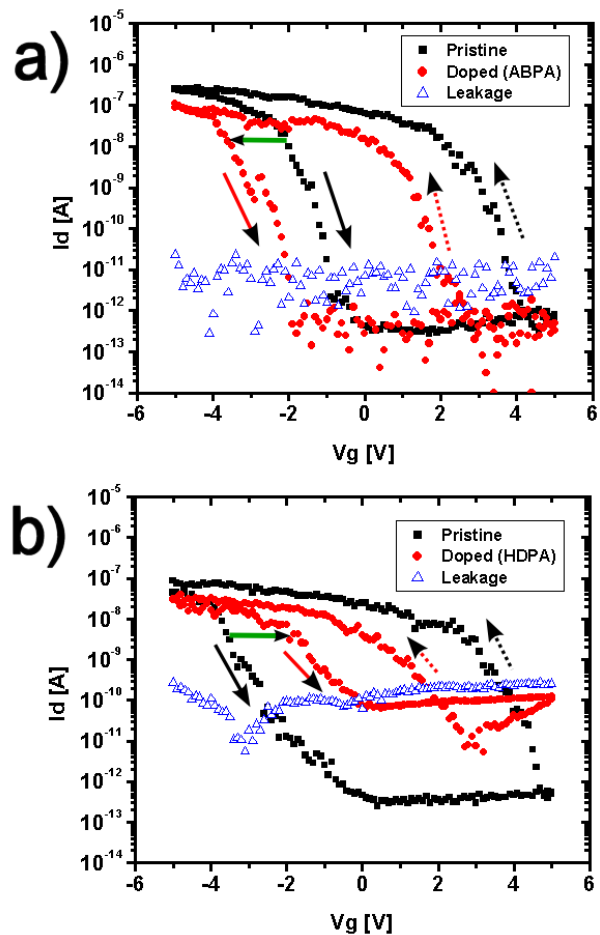 a)
Pristine
Doped (ABPA)
Leakage
Id [A]
10⁻⁵
10⁻⁶
10⁻⁷
10⁻⁸
10⁻⁹
10⁻¹⁰
10⁻¹¹
10⁻¹²
10⁻¹³
10⁻¹⁴
-6 -4 -2 0 2 4 6
Vg [V]
b)
Pristine
Doped (HDPA)
Leakage
Id [A]
10⁻⁵
10⁻⁶
10⁻⁷
10⁻⁸
10⁻⁹
10⁻¹⁰
10⁻¹¹
10⁻¹²
10⁻¹³
10⁻¹⁴
-6 -4 -2 0 2 4 6
Vg [V]